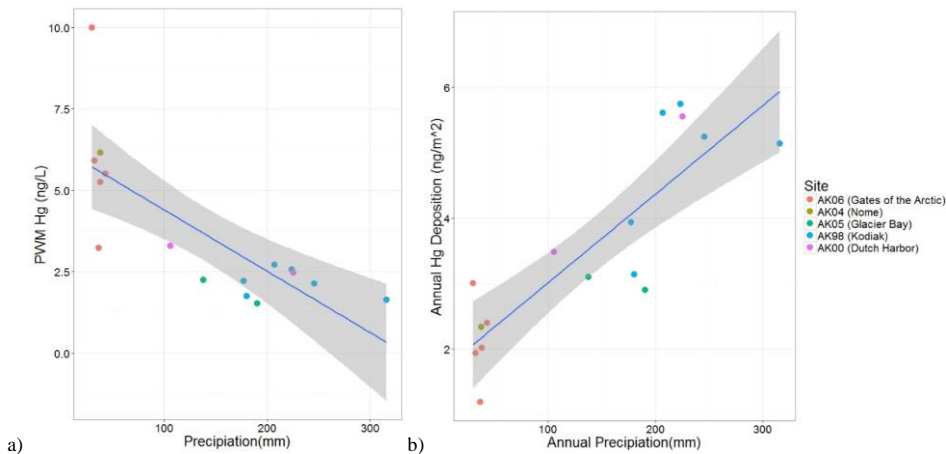 10.0
7.5
5.0
2.5
0.0
PWM Hg (ng/L)
100
200
300
Precipiation(mm)
a)
6
4
2
Annual Hg Deposition (ng/m^2)
100
200
300
Annual Precipiation(mm)
b)
Site
AK06 (Gates of the Arctic)
AK04 (Nome)
AK05 (Glacier Bay)
AK98 (Kodiak)
AK00 (Dutch Harbor)